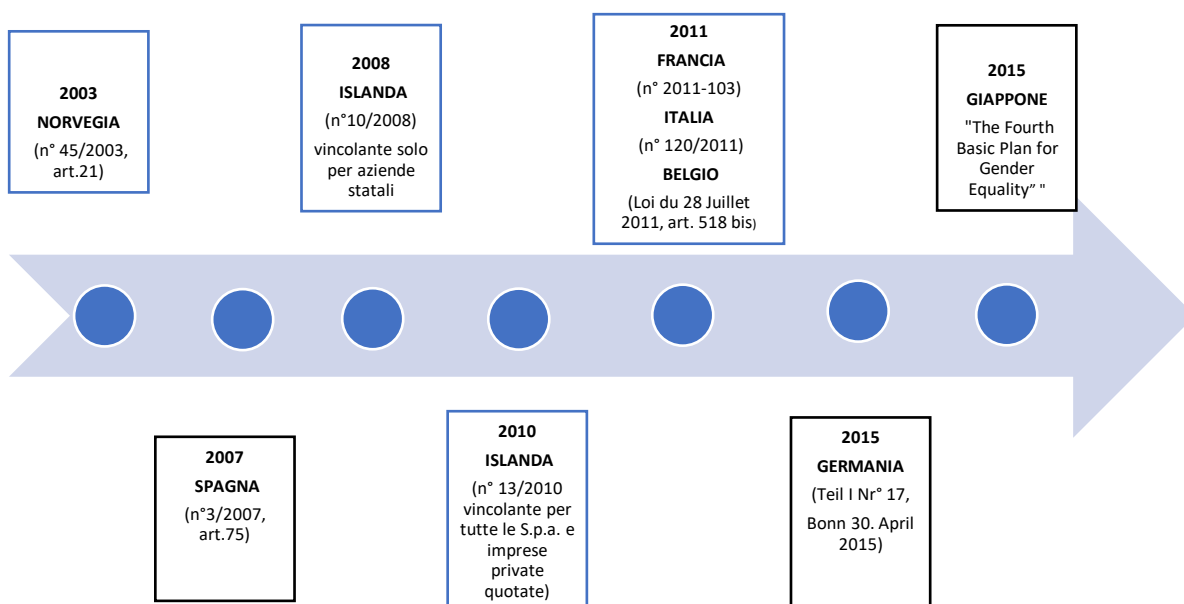 2003
NORVEGIA
(n° 45/2003,
art.21)
2008
ISLANDA
(n°10/2008)
vincolante solo
per aziende
statali
2011
FRANCIA
(n° 2011-103)
ITALIA
(n° 120/2011)
BELGIO
(Loi du 28 Juillet
2011, art. 518 bis)
2015
GIAPPONE
"The Fourth
Basic Plan for
Gender
Equality” "
2007
SPAGNA
(n°3/2007,
art.75)
2010
ISLANDA
(n° 13/2010
vincolante per
tutte le S.p.a. e
imprese
private
quotate)
2015
GERMANIA
(Teil I Nr° 17,
Bonn 30. April
2015)